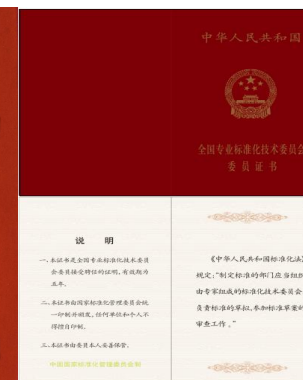 中华人民共和国
全国专业标准化技术委员会
委员证书
说 明
一、本证书是全国专业标准化技术委员
会委员接受聘任的证明，有效期为
五年。
二、本证书由国家标准化管理委员会统
一印制并颁发，任何单位和个人不
得擅自印制。
三、本证书由委员本人妥善保管。
中国国家标准化管理委员会制
《中华人民共和国标准化法》
规定：“制定标准的部门应当组织
由专家组成的标准化技术委员会，
负责标准的草拟，参加标准草案的
审查工作。”